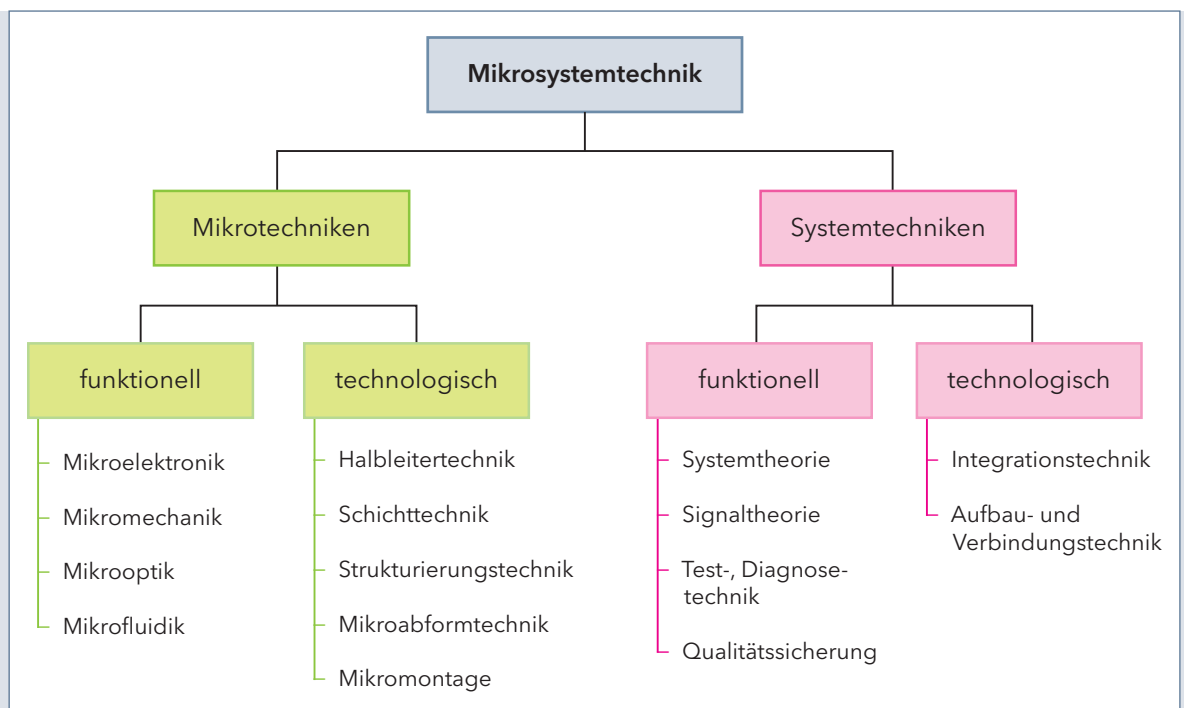 Mikrosystemtechnik
Mikrotechniken
Systemtechniken
funktionell
Mikroelektronik
Mikromechanik
Mikrooptik
Mikrofluidik
technologisch
Halbleitertechnik
Schichttechnik
Strukturierungstechnik
Mikroabformtechnik
Mikromontage
funktionell
Systemtheorie
Signaltheorie
Test-, Diagnose-
technik
Qualitätssicherung
technologisch
Integrationstechnik
Aufbau- und
Verbindungstechnik